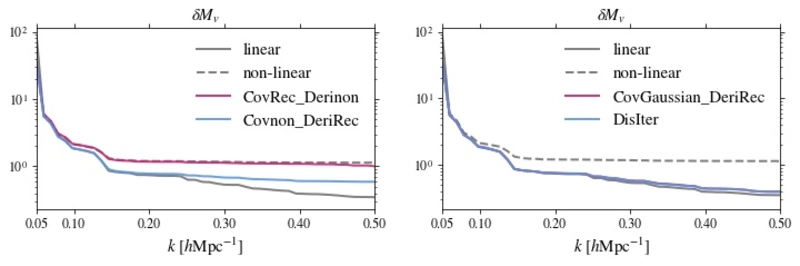 δMᵥ
10²
10¹
10⁰
linear
non-linear
CovRec_Derinon
Covnon_DeriRec
0.05 0.10 0.20 0.30 0.40 0.50
k [hMpc⁻¹]
δMᵥ
10²
10¹
10⁰
linear
non-linear
CovGaussian_DeriRec
DisIter
0.05 0.10 0.20 0.30 0.40 0.50
k [hMpc⁻¹]